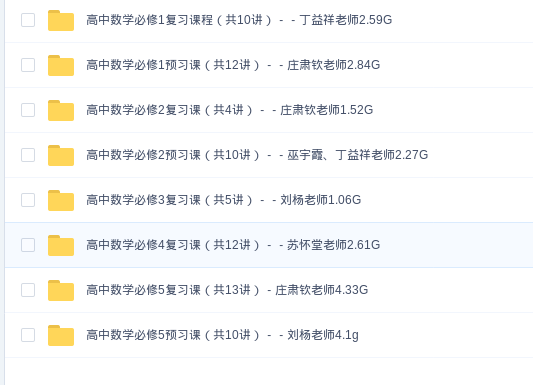 高中数学必修1复习课程（共10讲）--丁益祥老师2.59G
高中数学必修1预习课（共12讲）--庄肃钦老师2.84G
高中数学必修2复习课（共4讲）--庄肃钦老师1.52G
高中数学必修2预习课（共10讲）--巫宇霞、丁益祥老师2.27G
高中数学必修3复习课（共5讲）--刘杨老师1.06G
高中数学必修4复习课（共12讲）--苏怀堂老师2.61G
高中数学必修5复习课（共13讲）-庄肃钦老师4.33G
高中数学必修5预习课（共10讲）--刘杨老师4.1g